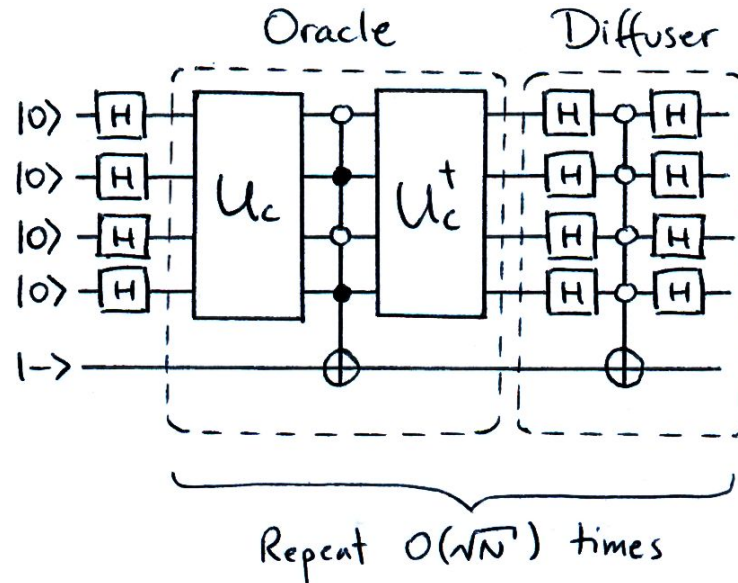 Oracle Diffuser
|0⟩ H H H
|0⟩ H H H
|0⟩ H U_c U_c^† H H
|0⟩ H H H
|−⟩
Repeat O(√N) times